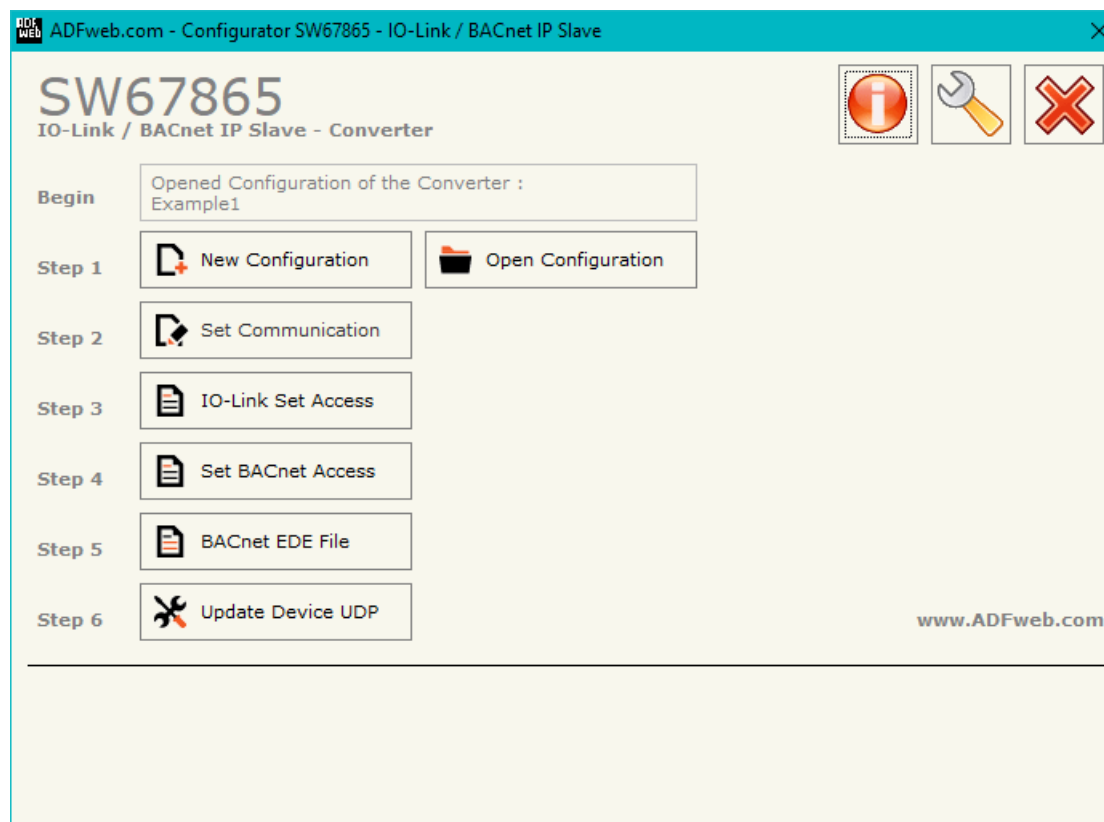 ADF
WEB
ADFweb.com - Configurator SW67865 - IO-Link / BACnet IP Slave
SW67865
IO-Link / BACnet IP Slave - Converter
Begin
Opened Configuration of the Converter :
Example1
Step 1
New Configuration
Open Configuration
Step 2
Set Communication
Step 3
IO-Link Set Access
Step 4
Set BACnet Access
Step 5
BACnet EDE File
Step 6
Update Device UDP
www.ADFweb.com